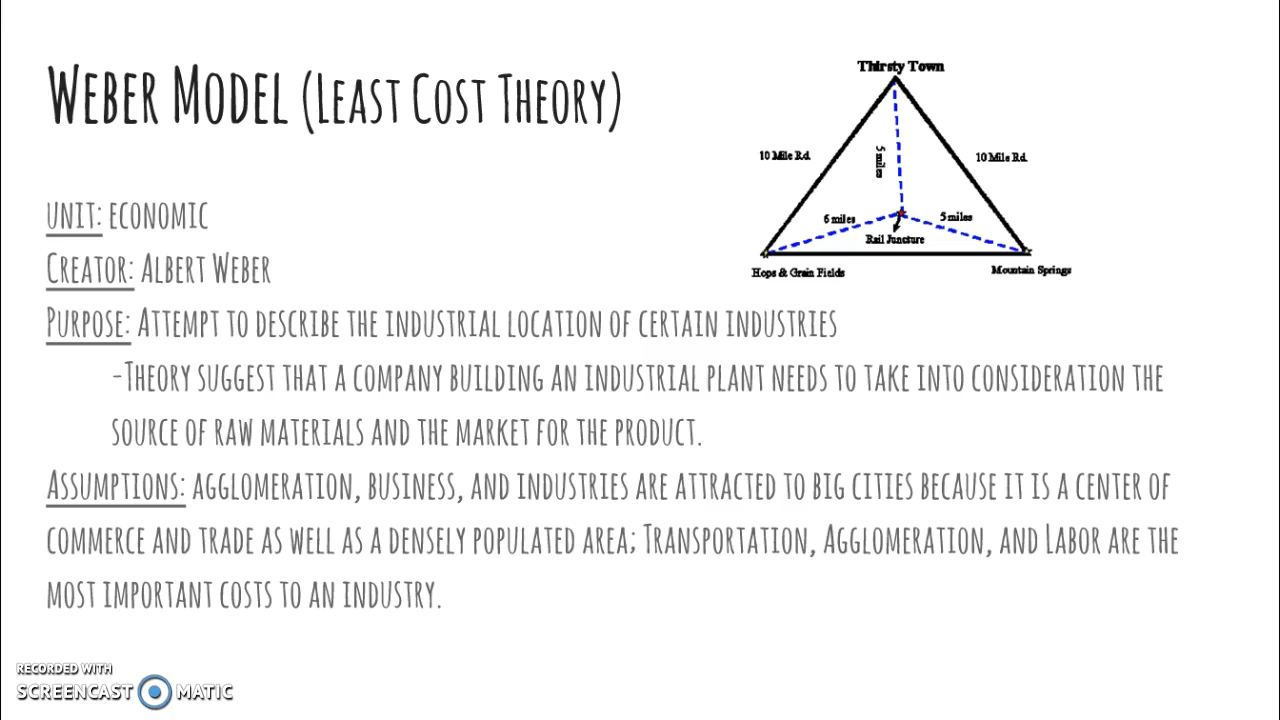 Weber Model (Least Cost Theory)
Thirsty Town
10 Mile Rd.
10 Mile Rd.
5 miles
6 miles
5 miles
Rail Juncture
Hops & Grain Fields
Mountain Springs
unit: economic
Creator: Albert Weber
Purpose: Attempt to describe the industrial location of certain industries
-Theory suggest that a company building an industrial plant needs to take into consideration the
source of raw materials and the market for the product.
Assumptions: agglomeration, business, and industries are attracted to big cities because it is a center of
commerce and trade as well as a densely populated area; Transportation, Agglomeration, and Labor are the
most important costs to an industry.
RECORDED WITH
SCREENCAST MATIC